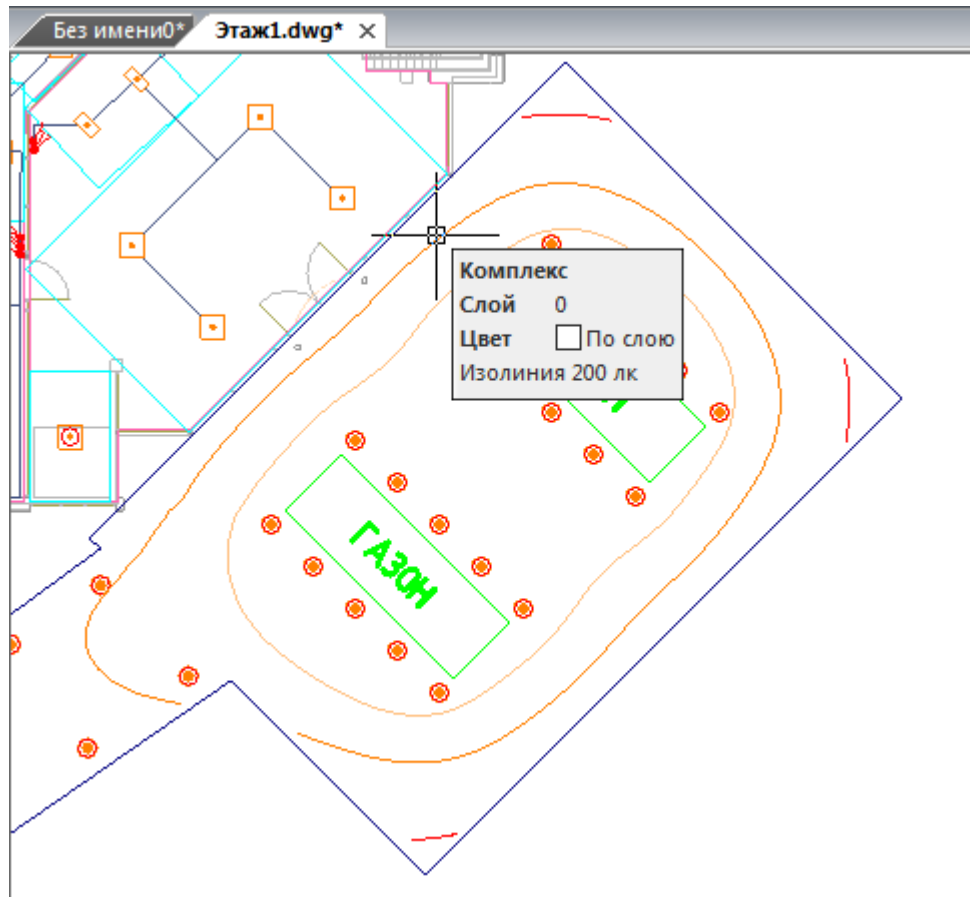 Без имени0*
Этаж1.dwg*
Комплекс
Слой 0
Цвет По слою
Изолиния 200 лк
ГАЗОН